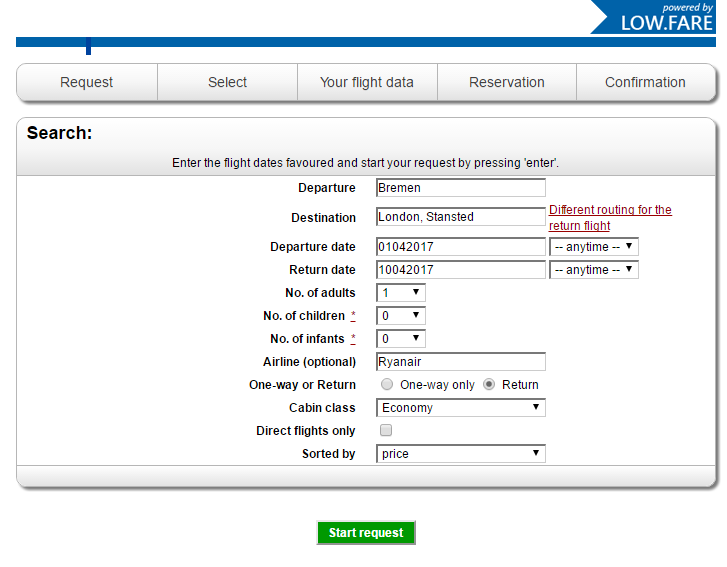 powered by
LOW.FARE
Request Select Your flight data Reservation Confirmation
Search:
Enter the flight dates favoured and start your request by pressing 'enter'.
Departure Bremen
Destination London, Stansted Different routing for the
return flight
Departure date 01042017 -- anytime --
Return date 10042017 -- anytime --
No. of adults 1
No. of children * 0
No. of infants * 0
Airline (optional) Ryanair
One-way or Return One-way only Return
Cabin class Economy
Direct flights only
Sorted by price
Start request